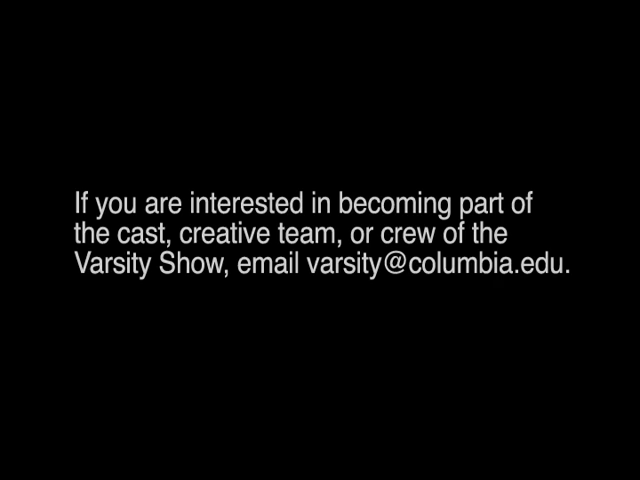 If you are interested in becoming part of
the cast, creative team, or crew of the
Varsity Show, email varsity@columbia.edu.